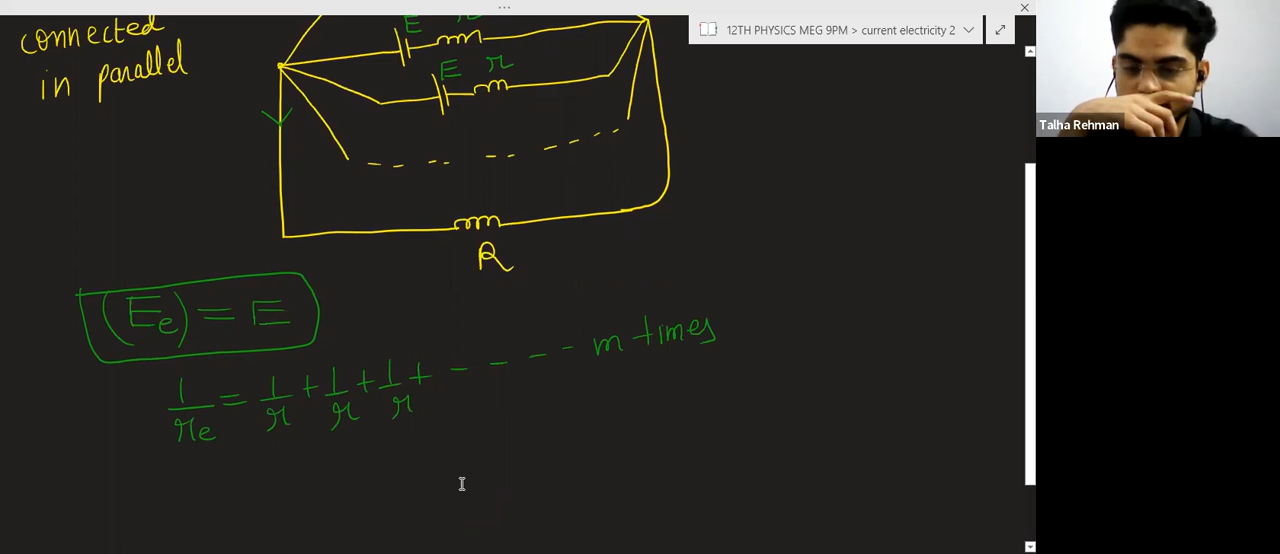 connected
in parallel
E r
E r
12TH PHYSICS MEG 9PM > current electricity 2
Talha Rehman
R
(Ee) = E
1/re = 1/r + 1/r + 1/r + - - - - m times